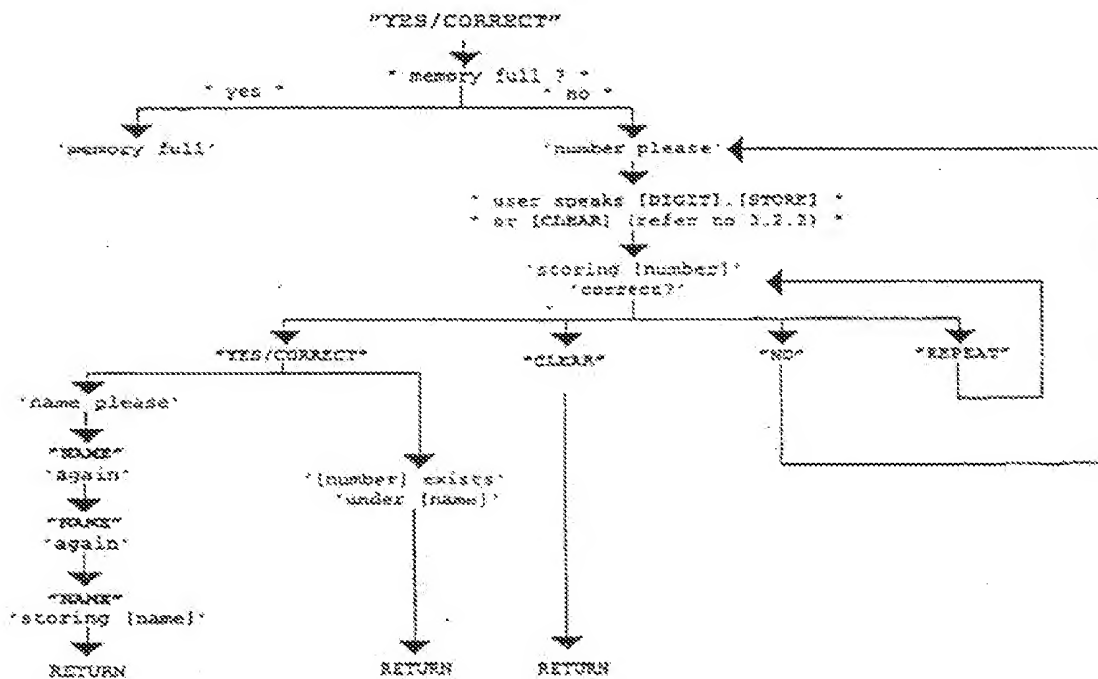 "YES/CORRECT"
* memory full ? *
* yes *
* no *
'memory full'
'number please'
* user speaks [DIGIT],[STORE] *
* or [CLEAR] (refer no 3.2.2) *
'storing {number}'
'correct?'
"YES/CORRECT"
"CLEAR"
"NO"
"REPEAT"
'name please'
"NAME"
'again'
"NAME"
'again'
"NAME"
'storing {name}'
RETURN
'{number} exists'
'under {name}'
RETURN
RETURN